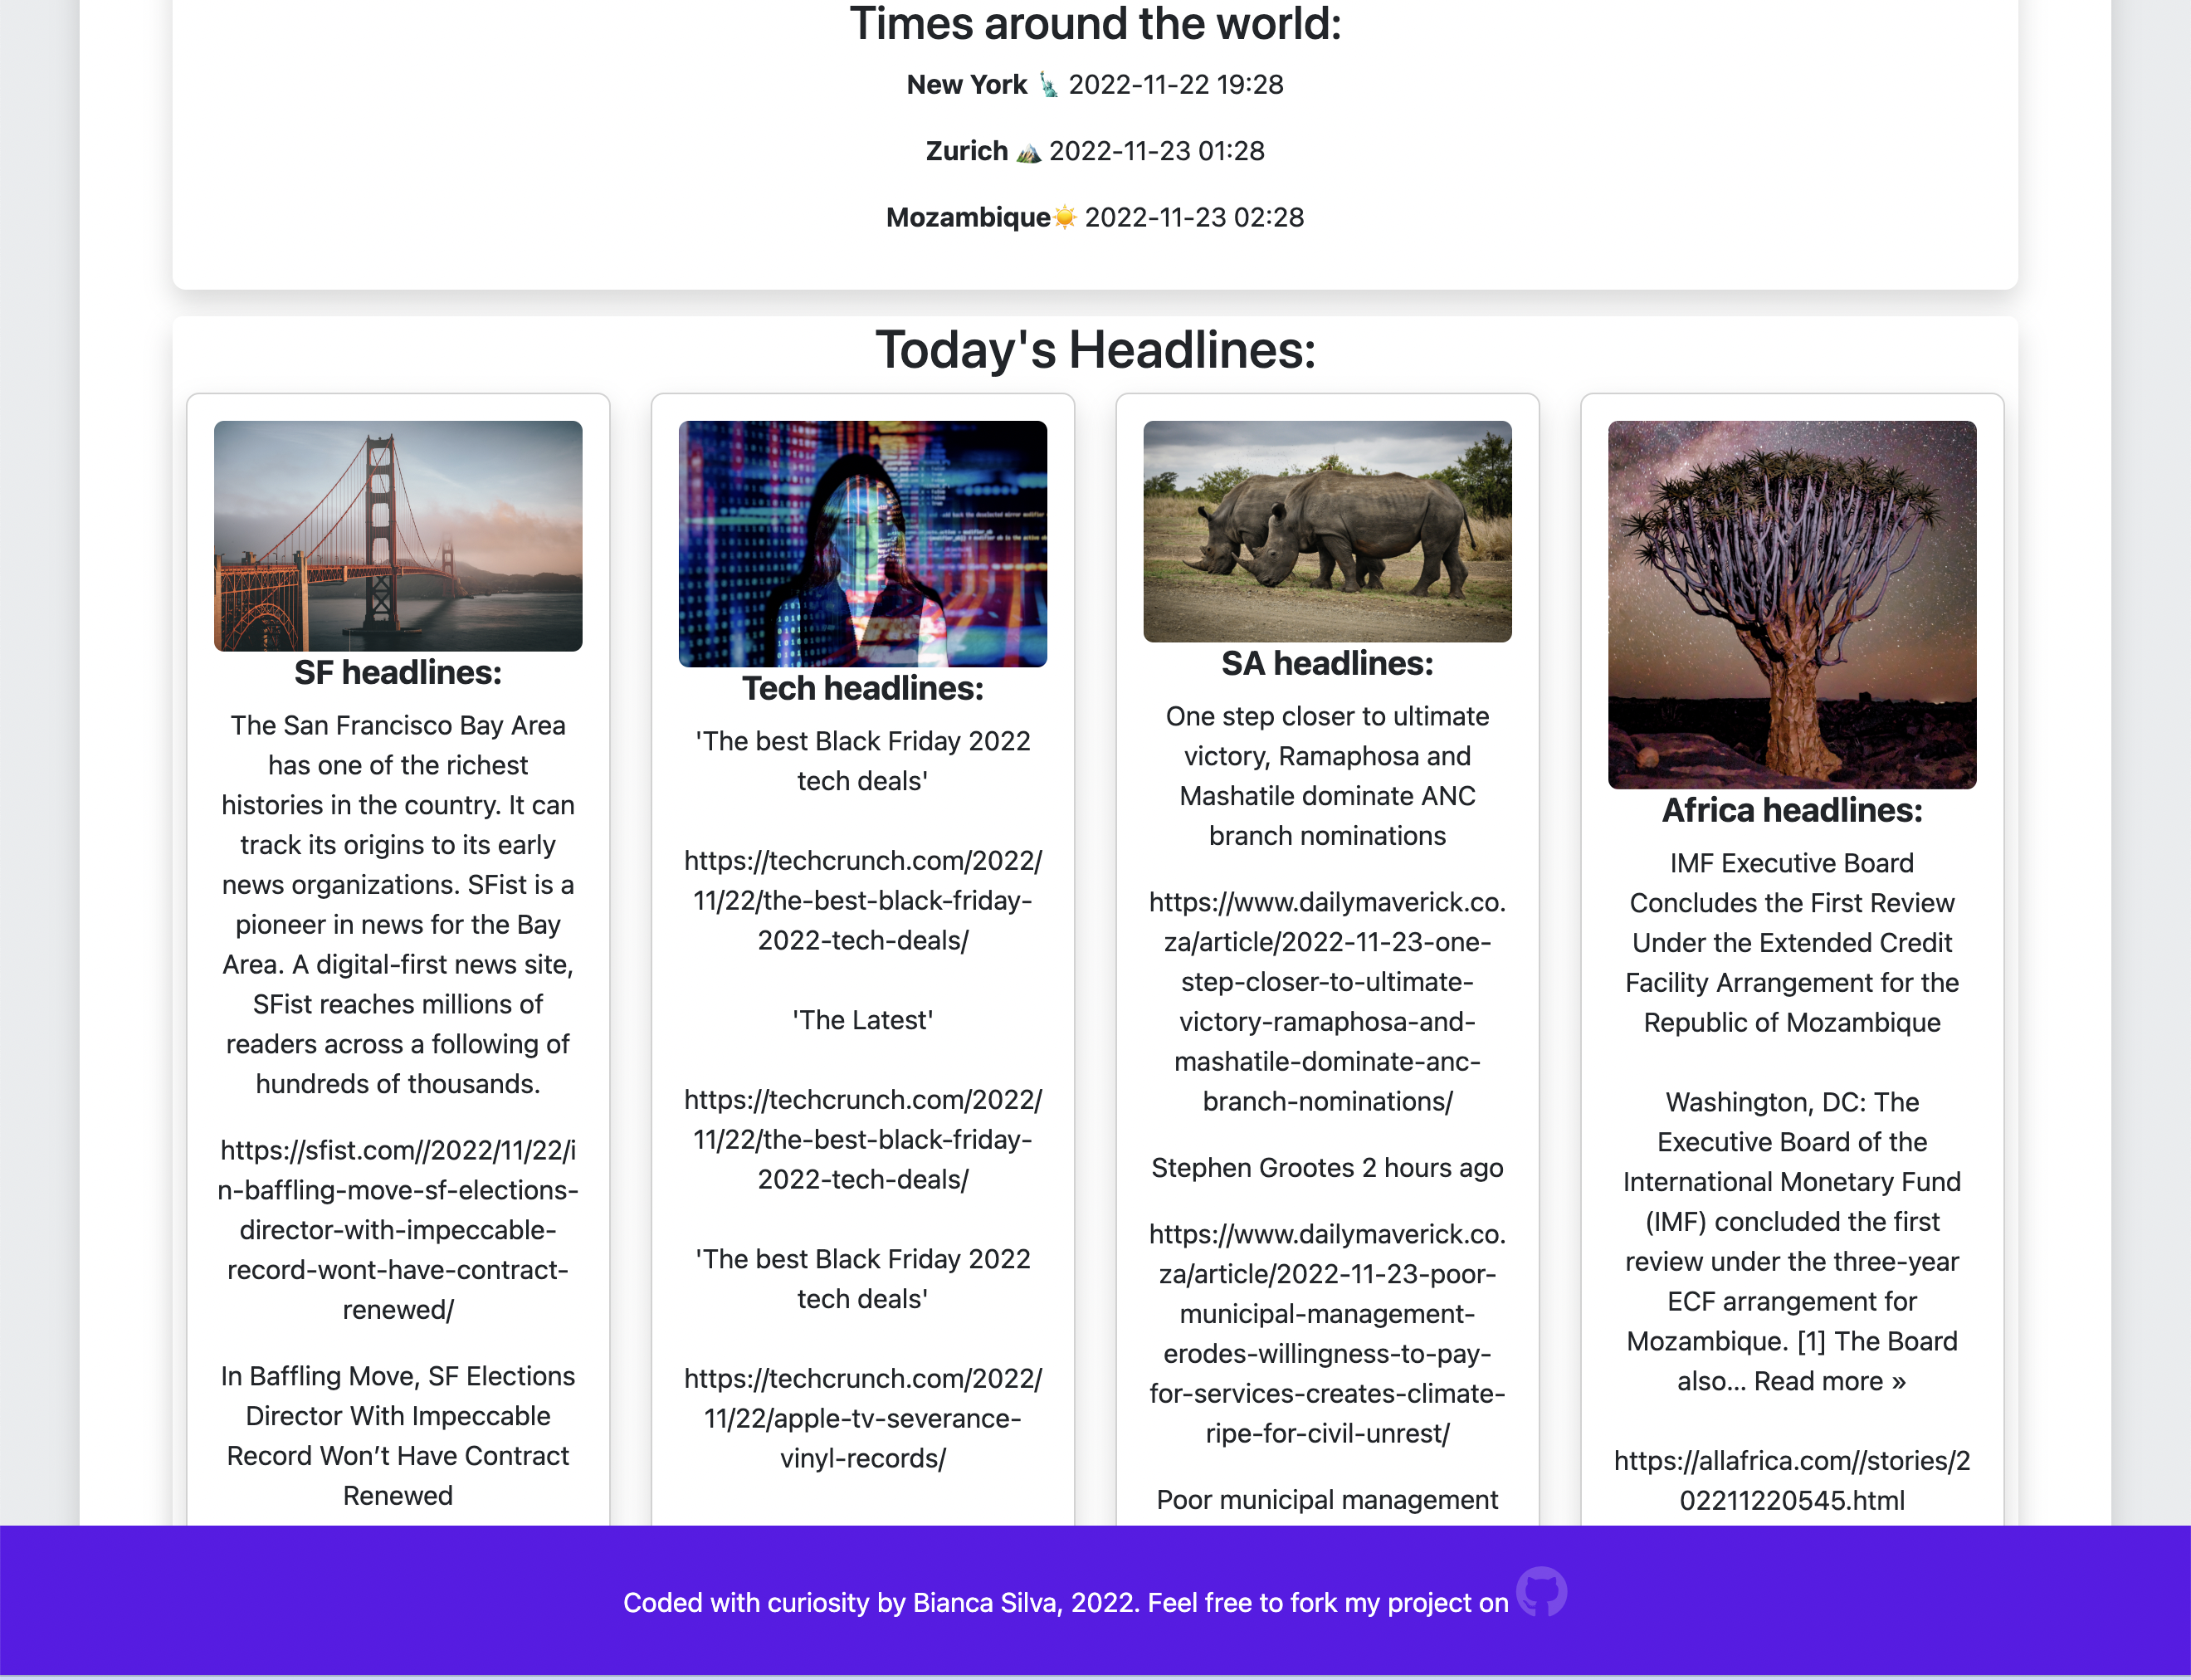 Times around the world:
New York 🗽 2022-11-22 19:28
Zurich 🏔️ 2022-11-23 01:28
Mozambique☀️ 2022-11-23 02:28
Today's Headlines:
SF headlines:
The San Francisco Bay Area
has one of the richest
histories in the country. It can
track its origins to its early
news organizations. SFist is a
pioneer in news for the Bay
Area. A digital-first news site,
SFist reaches millions of
readers across a following of
hundreds of thousands.
https://sfist.com//2022/11/22/i
n-baffling-move-sf-elections-
director-with-impeccable-
record-wont-have-contract-
renewed/
In Baffling Move, SF Elections
Director With Impeccable
Record Won’t Have Contract
Renewed
Tech headlines:
'The best Black Friday 2022
tech deals'
https://techcrunch.com/2022/
11/22/the-best-black-friday-
2022-tech-deals/
'The Latest'
https://techcrunch.com/2022/
11/22/the-best-black-friday-
2022-tech-deals/
'The best Black Friday 2022
tech deals'
https://techcrunch.com/2022/
11/22/apple-tv-severance-
vinyl-records/
SA headlines:
One step closer to ultimate
victory, Ramaphosa and
Mashatile dominate ANC
branch nominations
https://www.dailymaverick.co.
za/article/2022-11-23-one-
step-closer-to-ultimate-
victory-ramaphosa-and-
mashatile-dominate-anc-
branch-nominations/
Stephen Grootes 2 hours ago
https://www.dailymaverick.co.
za/article/2022-11-23-poor-
municipal-management-
erodes-willingness-to-pay-
for-services-creates-climate-
ripe-for-civil-unrest/
Poor municipal management
Africa headlines:
IMF Executive Board
Concludes the First Review
Under the Extended Credit
Facility Arrangement for the
Republic of Mozambique
Washington, DC: The
Executive Board of the
International Monetary Fund
(IMF) concluded the first
review under the three-year
ECF arrangement for
Mozambique. [1] The Board
also... Read more »
https://allafrica.com//stories/2
02211220545.html
Coded with curiosity by Bianca Silva, 2022. Feel free to fork my project on